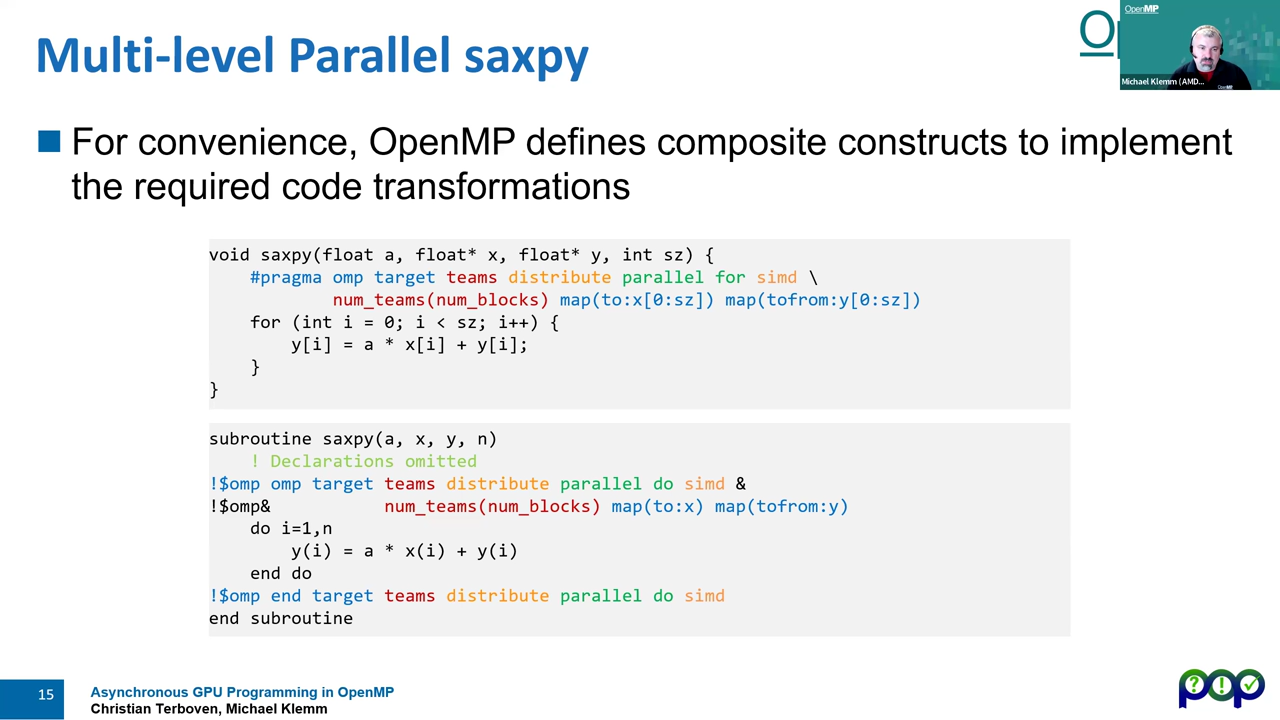 Multi-level Parallel saxpy
OpenMP
Michael Klemm (AMD...
OpenMP
For convenience, OpenMP defines composite constructs to implement
the required code transformations
void saxpy(float a, float* x, float* y, int sz) {
#pragma omp target teams distribute parallel for simd \
num_teams(num_blocks) map(to:x[0:sz]) map(tofrom:y[0:sz])
for (int i = 0; i < sz; i++) {
y[i] = a * x[i] + y[i];
}
}
subroutine saxpy(a, x, y, n)
! Declarations omitted
!$omp omp target teams distribute parallel do simd &
!$omp& num_teams(num_blocks) map(to:x) map(tofrom:y)
do i=1,n
y(i) = a * x(i) + y(i)
end do
!$omp end target teams distribute parallel do simd
end subroutine
15
Asynchronous GPU Programming in OpenMP
Christian Terboven, Michael Klemm
pop